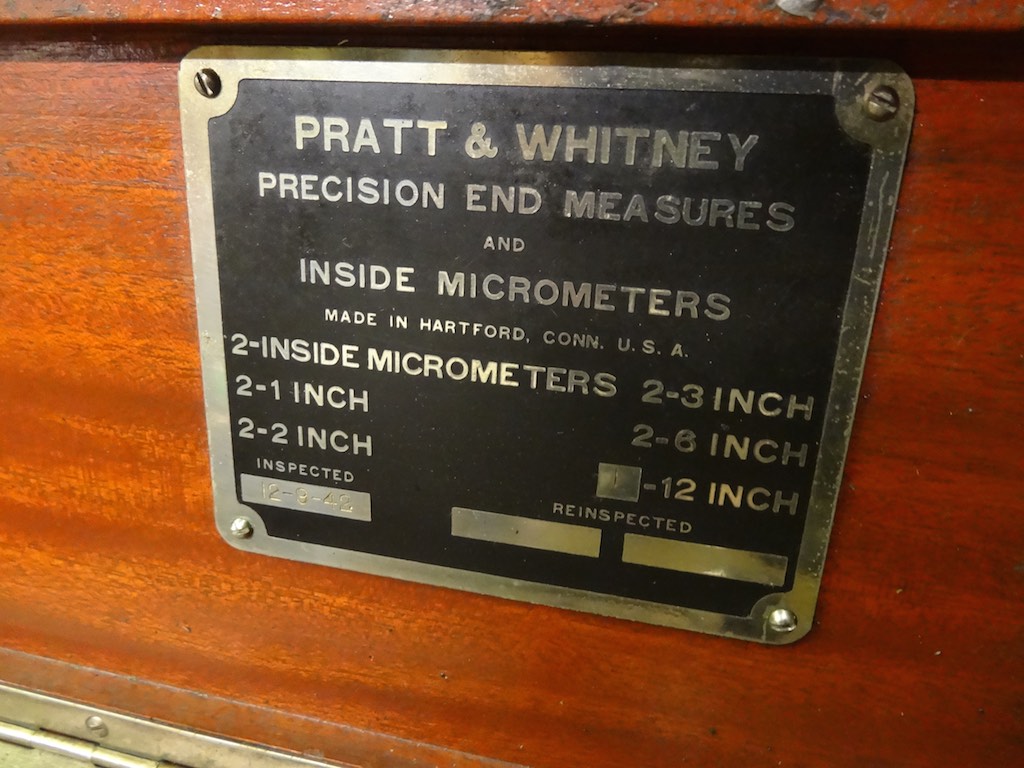 PRATT & WHITNEY
PRECISION END MEASURES
AND
INSIDE MICROMETERS
MADE IN HARTFORD, CONN. U. S. A.
2-INSIDE MICROMETERS 2-3 INCH
2-1 INCH
2-2 INCH 2-6 INCH
1-12 INCH
INSPECTED
12-9-42
REINSPECTED